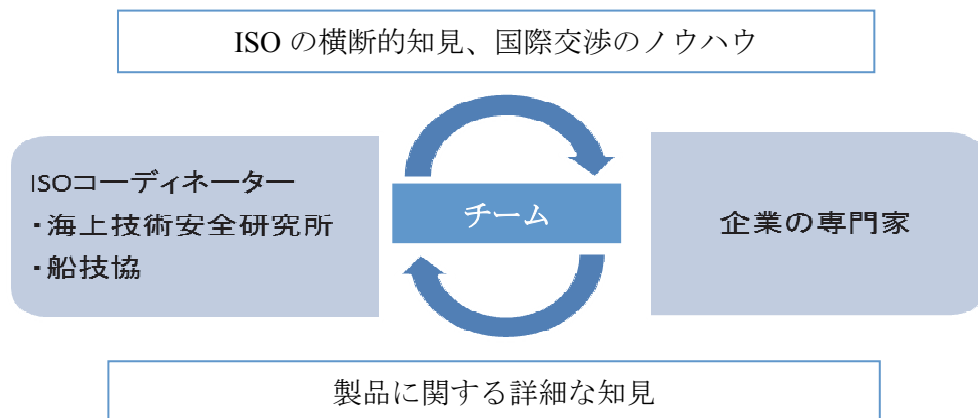 ISO の横断的知見、国際交渉のノウハウ
ISOコーディネーター
・海上技術安全研究所
・船技協
チーム
企業の専門家
製品に関する詳細な知見